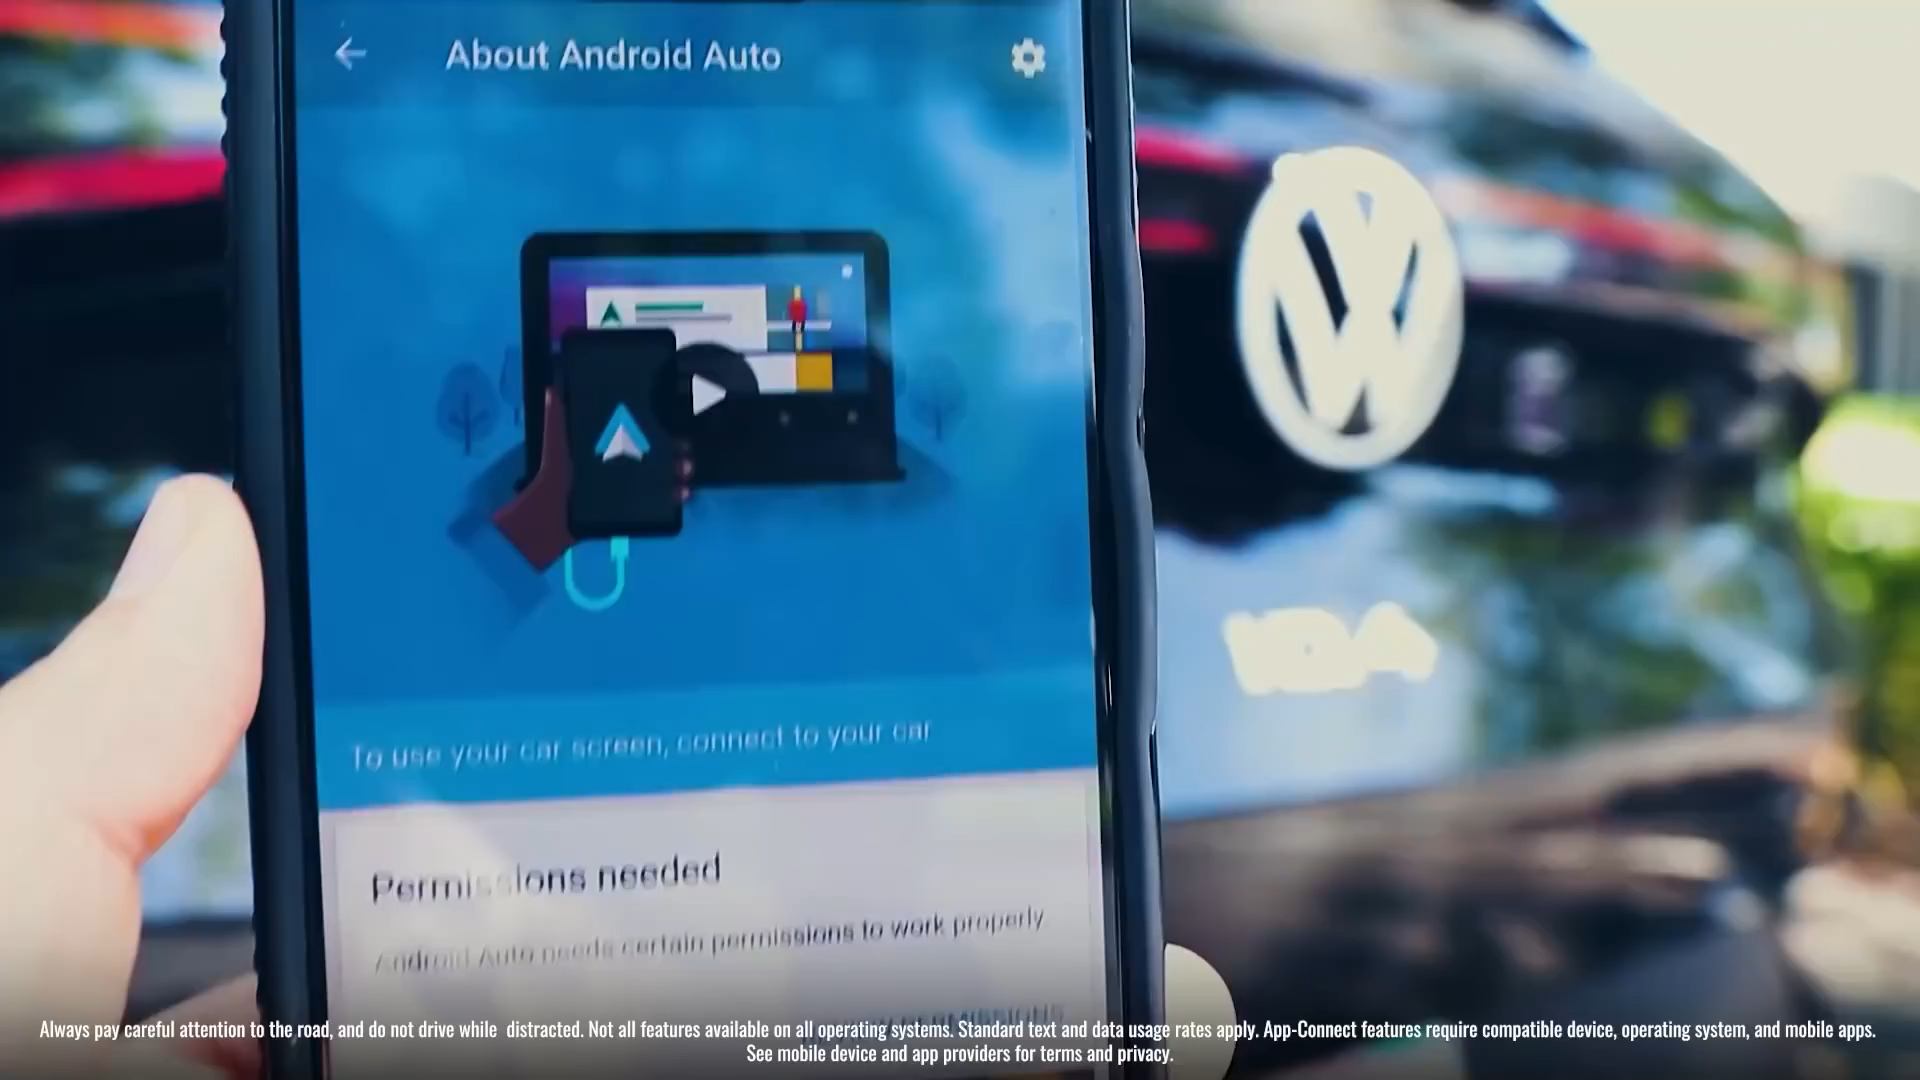 About Android Auto
To use your car screen, connect to your car
Permissions needed
Android Auto needs certain permissions to work properly
PERMISSIONS
ID.4
Always pay careful attention to the road, and do not drive while distracted. Not all features available on all operating systems. Standard text and data usage rates apply. App-Connect features require compatible device, operating system, and mobile apps.
See mobile device and app providers for terms and privacy.